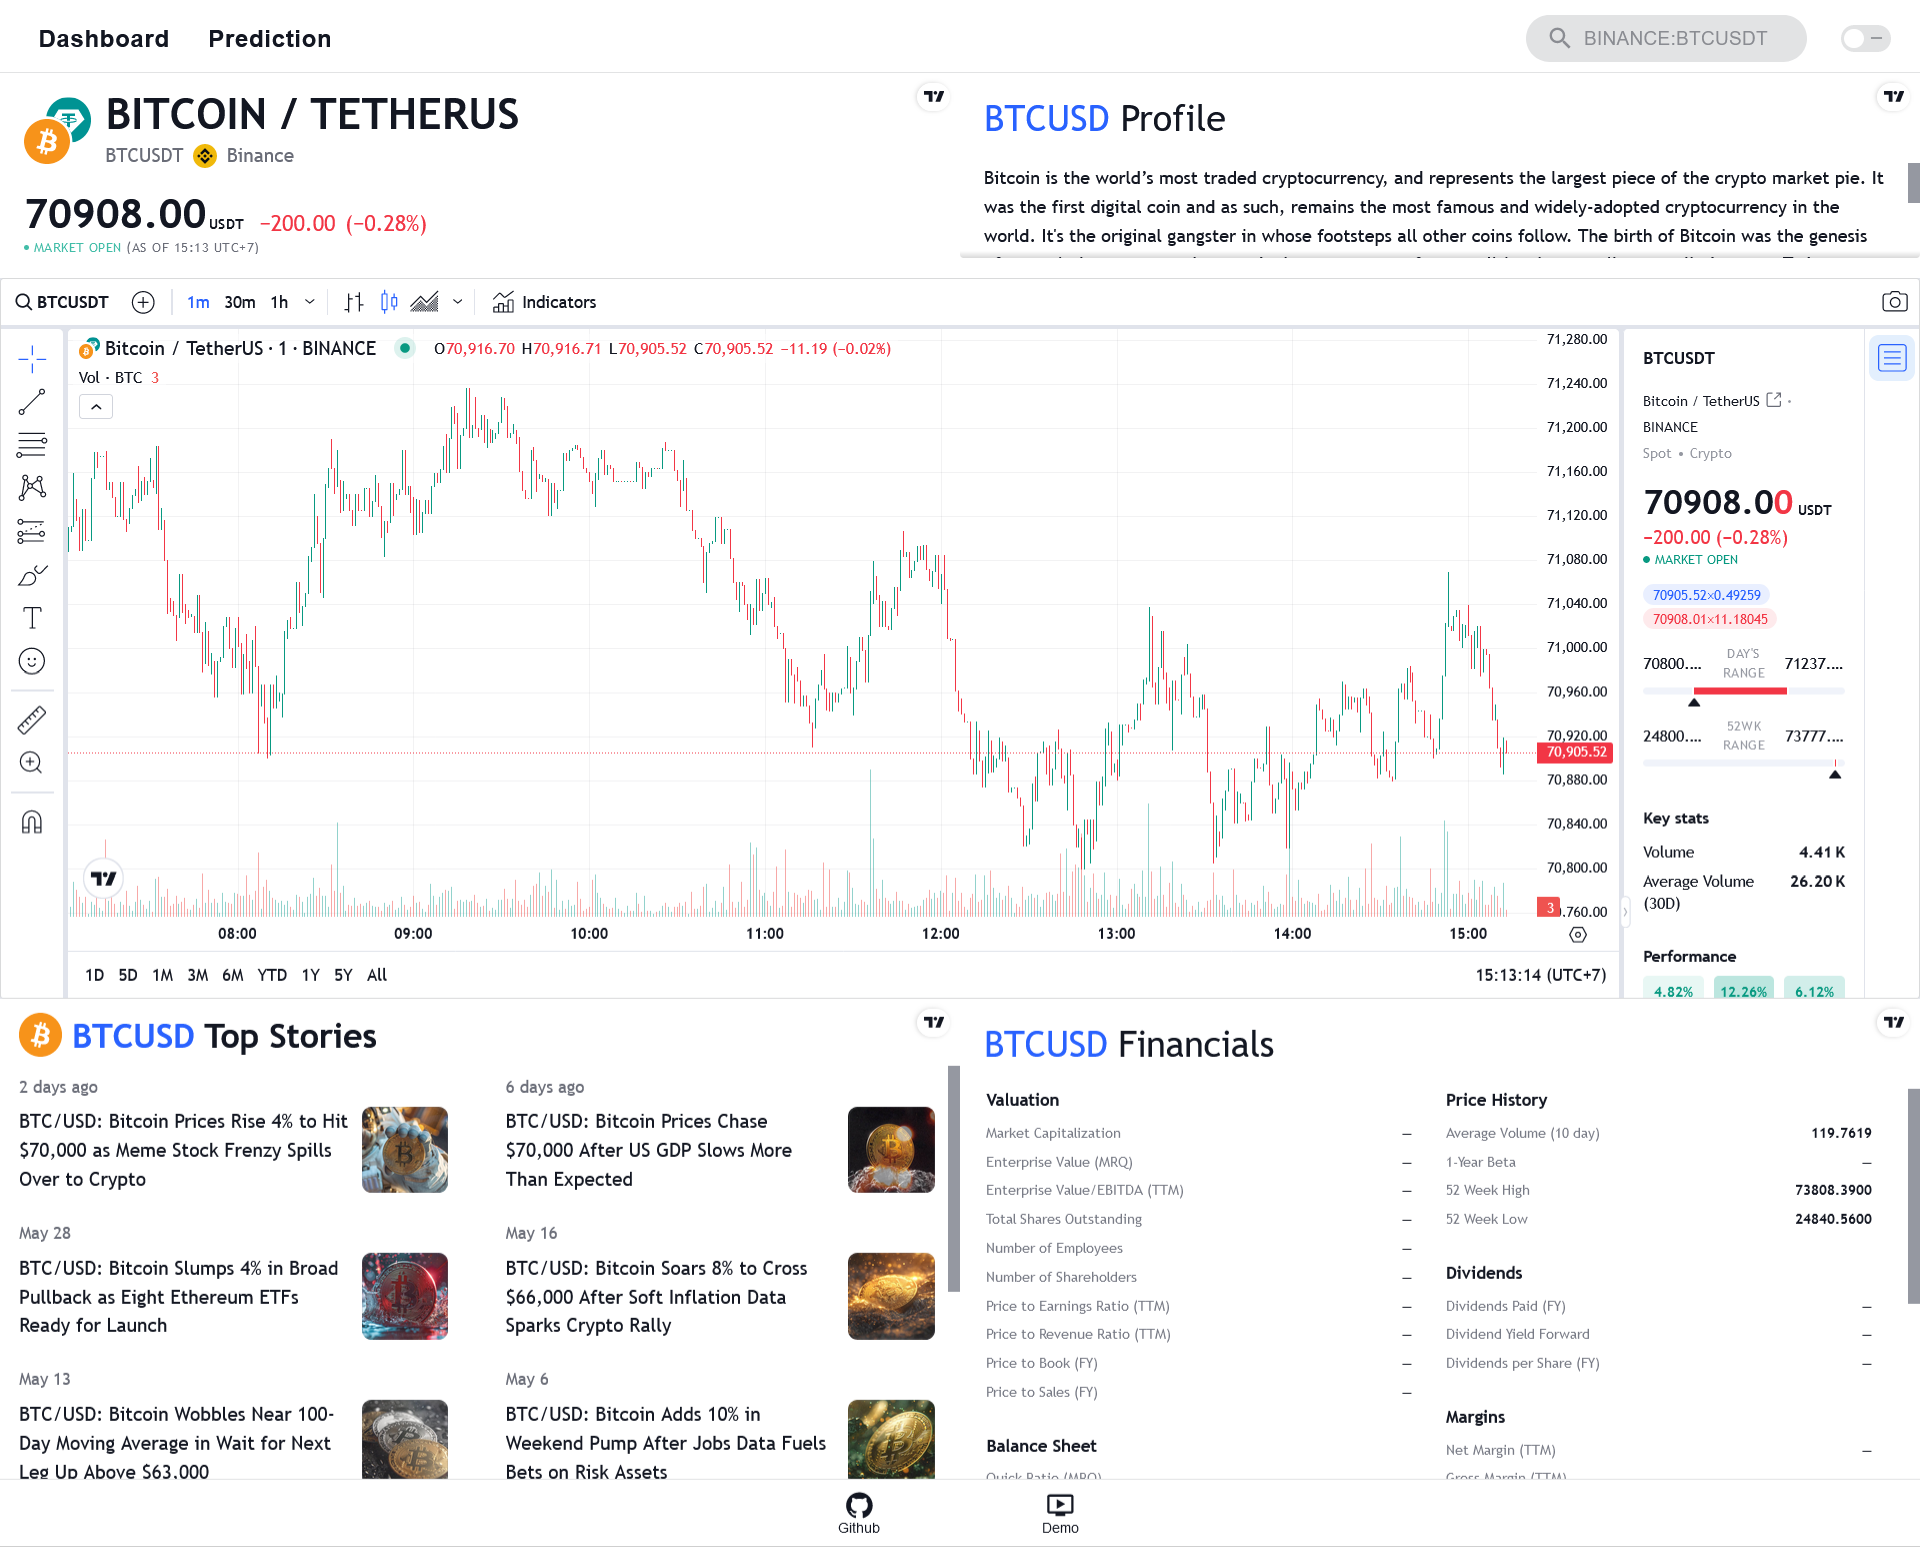 Dashboard Prediction
BINANCE:BTCUSDT
BITCOIN / TETHERUS
BTCUSDT Binance
70908.00 USDT −200.00 (−0.28%)
MARKET OPEN (AS OF 15:13 UTC+7)
BTCUSD Profile
Bitcoin is the world’s most traded cryptocurrency, and represents the largest piece of the crypto market pie. It
was the first digital coin and as such, remains the most famous and widely-adopted cryptocurrency in the
world. It's the original gangster in whose footsteps all other coins follow. The birth of Bitcoin was the genesis
BTCUSDT 1m 30m 1h Indicators
Bitcoin / TetherUS · 1 · BINANCE O70,916.70 H70,916.71 L70,905.52 C70,905.52 −11.19 (−0.02%)
Vol · BTC 3
71,280.00
71,240.00
71,200.00
71,160.00
71,120.00
71,080.00
71,040.00
71,000.00
70,960.00
70,920.00
70,905.52
70,880.00
70,840.00
70,800.00
3
.760.00
08:00 09:00 10:00 11:00 12:00 13:00 14:00 15:00
1D 5D 1M 3M 6M YTD 1Y 5Y All
15:13:14 (UTC+7)
BTCUSDT
Bitcoin / TetherUS ·
BINANCE
Spot • Crypto
70908.00 USDT
−200.00 (−0.28%)
MARKET OPEN
70905.52×0.49259
70908.01×11.18045
70800.... DAY'S RANGE 71237....
24800.... 52WK RANGE 73777....
Key stats
Volume 4.41 K
Average Volume (30D) 26.20 K
Performance
4.82% 12.26% 6.12%
BTCUSD Top Stories
2 days ago
BTC/USD: Bitcoin Prices Rise 4% to Hit
$70,000 as Meme Stock Frenzy Spills
Over to Crypto
6 days ago
BTC/USD: Bitcoin Prices Chase
$70,000 After US GDP Slows More
Than Expected
May 28
BTC/USD: Bitcoin Slumps 4% in Broad
Pullback as Eight Ethereum ETFs
Ready for Launch
May 16
BTC/USD: Bitcoin Soars 8% to Cross
$66,000 After Soft Inflation Data
Sparks Crypto Rally
May 13
BTC/USD: Bitcoin Wobbles Near 100-
Day Moving Average in Wait for Next
Leg Up Above $63,000
May 6
BTC/USD: Bitcoin Adds 10% in
Weekend Pump After Jobs Data Fuels
Bets on Risk Assets
BTCUSD Financials
Valuation
Market Capitalization —
Enterprise Value (MRQ) —
Enterprise Value/EBITDA (TTM) —
Total Shares Outstanding —
Number of Employees —
Number of Shareholders —
Price to Earnings Ratio (TTM) —
Price to Revenue Ratio (TTM) —
Price to Book (FY) —
Price to Sales (FY) —
Balance Sheet
Quick Ratio (MRQ)
Price History
Average Volume (10 day) 119.7619
1-Year Beta —
52 Week High 73808.3900
52 Week Low 24840.5600
Dividends
Dividends Paid (FY) —
Dividend Yield Forward —
Dividends per Share (FY) —
Margins
Net Margin (TTM) —
Gross Margin (TTM)
Github
Demo